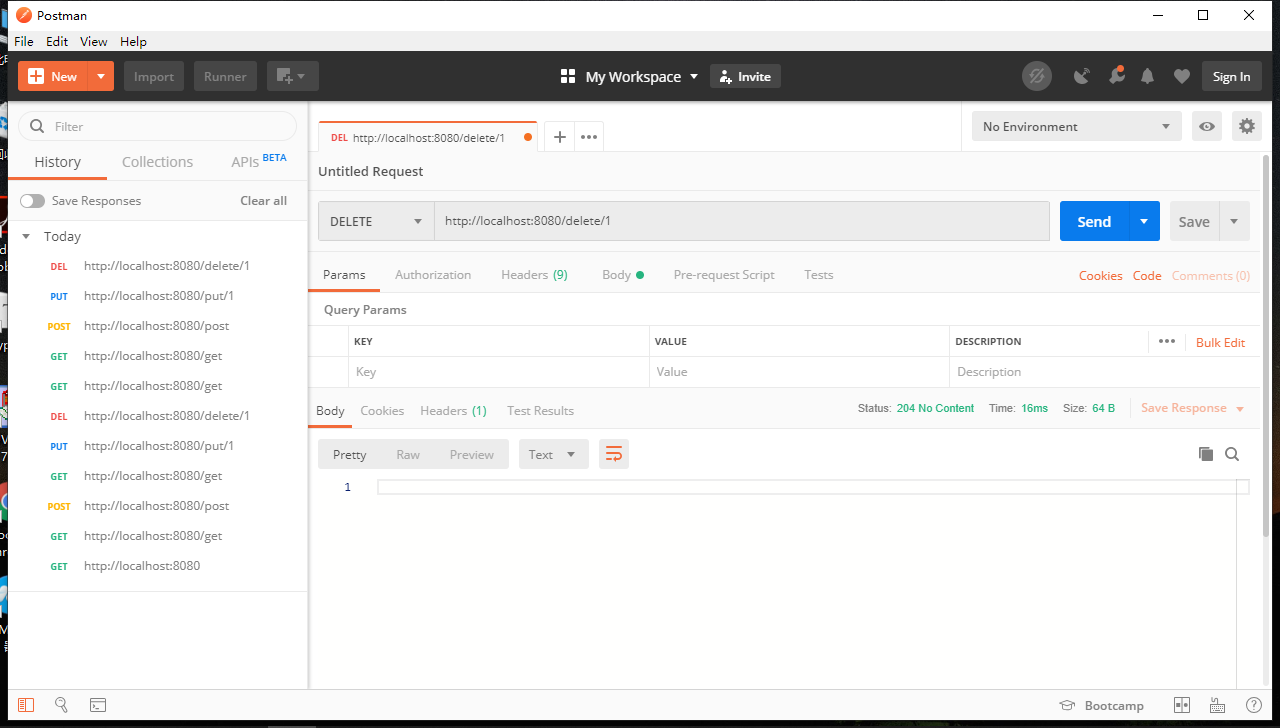 Postman
File Edit View Help
New Import Runner My Workspace Invite Sign In
Filter
History Collections APIs BETA
Save Responses Clear all
Today
DEL http://localhost:8080/delete/1
PUT http://localhost:8080/put/1
POST http://localhost:8080/post
GET http://localhost:8080/get
GET http://localhost:8080/get
DEL http://localhost:8080/delete/1
PUT http://localhost:8080/put/1
GET http://localhost:8080/get
POST http://localhost:8080/post
GET http://localhost:8080/get
GET http://localhost:8080
DEL http://localhost:8080/delete/1
No Environment
Untitled Request
DELETE http://localhost:8080/delete/1 Send Save
Params Authorization Headers (9) Body Pre-request Script Tests Cookies Code Comments (0)
Query Params
KEY VALUE DESCRIPTION Bulk Edit
Key Value Description
Body Cookies Headers (1) Test Results Status: 204 No Content Time: 16ms Size: 64 B Save Response
Pretty Raw Preview Text
1
Bootcamp